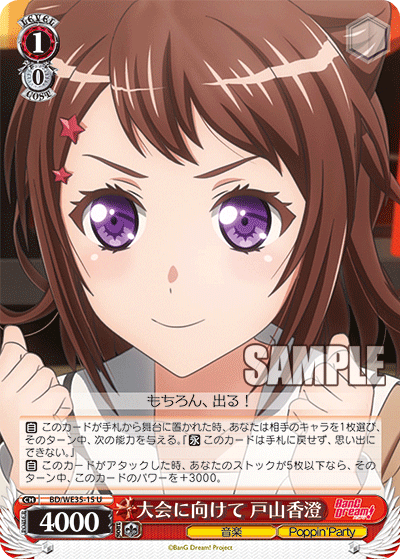 LEVEL
1
0
COST
SAMPLE
もちろん、出る！
自 このカードが手札から舞台に置かれた時、あなたは相手のキャラを1枚選び、
そのターン中、次の能力を与える。『永 このカードは手札に戻せず、思い出
にできない。』
自 このカードがアタックした時、あなたのストックが5枚以下なら、そのター
ン中、このカードのパワーを+3000。
CH BD/WE35-15 U
4000
大会に向けて 戸山香澄
BanG Dream!
音楽
Poppin'Party
©BanG Dream! Project